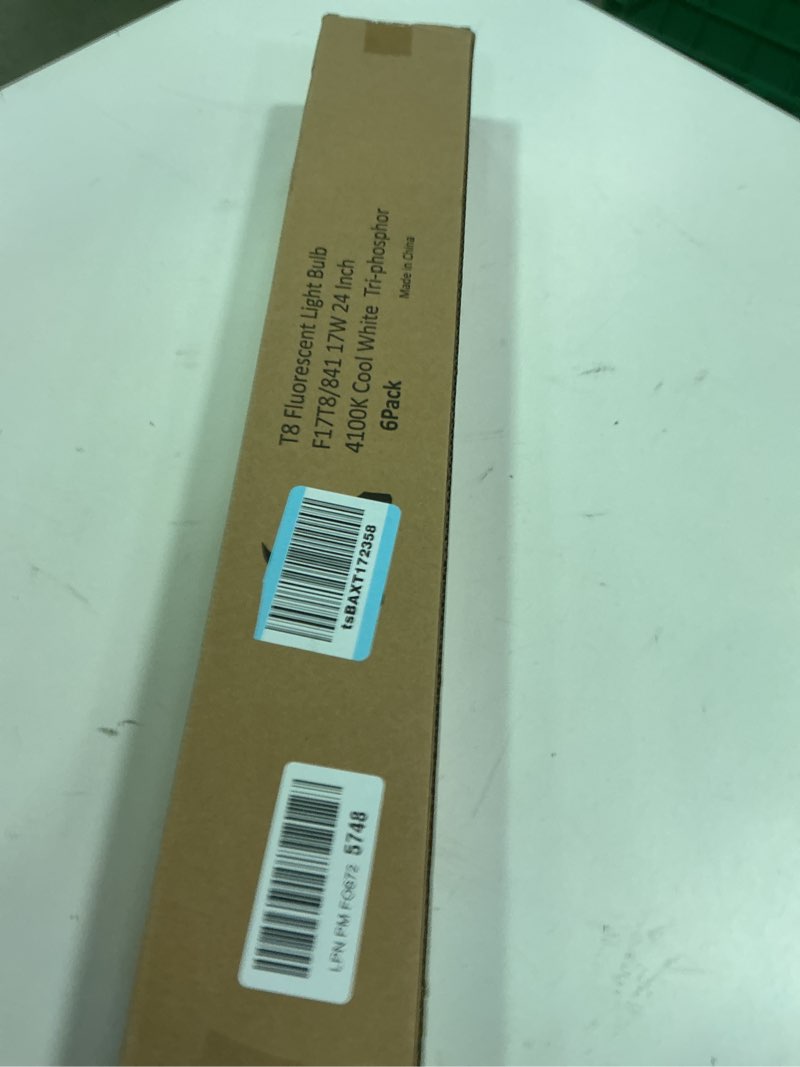 T8 Fluorescent Light Bulb
F17T8/841 17W 24 Inch
4100K Cool White Tri-phosphor
6Pack
Made in China
tsBAXT172358
LPN PM FO672 5748